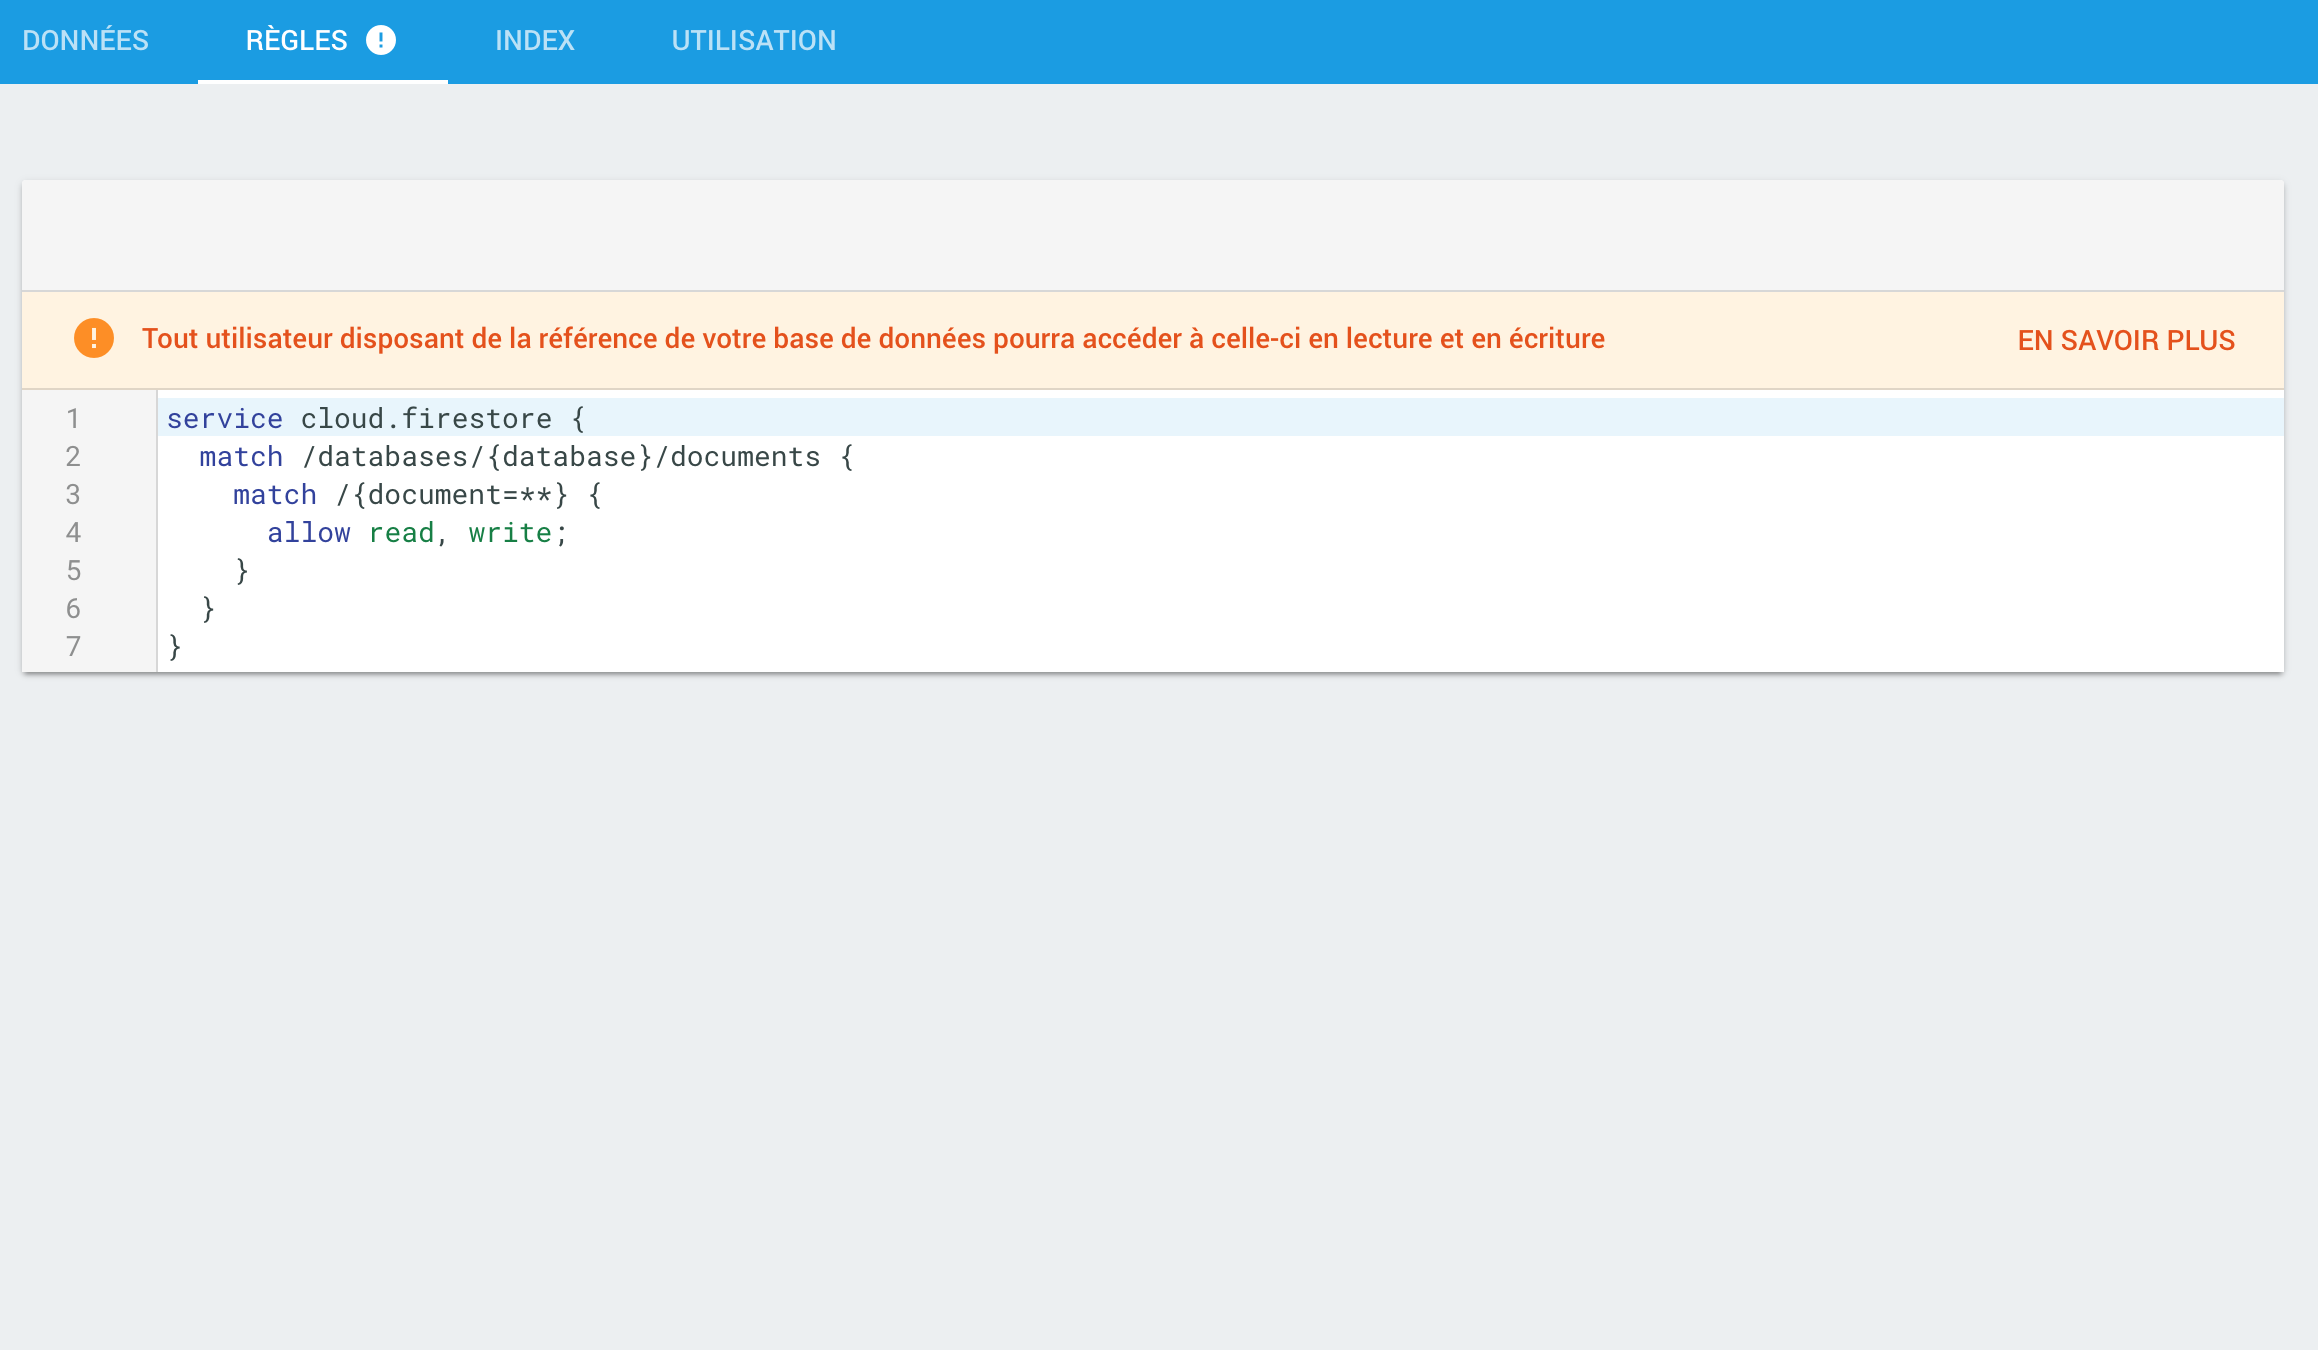 DONNÉES RÈGLES ! INDEX UTILISATION
! Tout utilisateur disposant de la référence de votre base de données pourra accéder à celle-ci en lecture et en écriture EN SAVOIR PLUS
1 service cloud.firestore {
2   match /databases/{database}/documents {
3     match /{document=**} {
4       allow read, write;
5     }
6   }
7 }